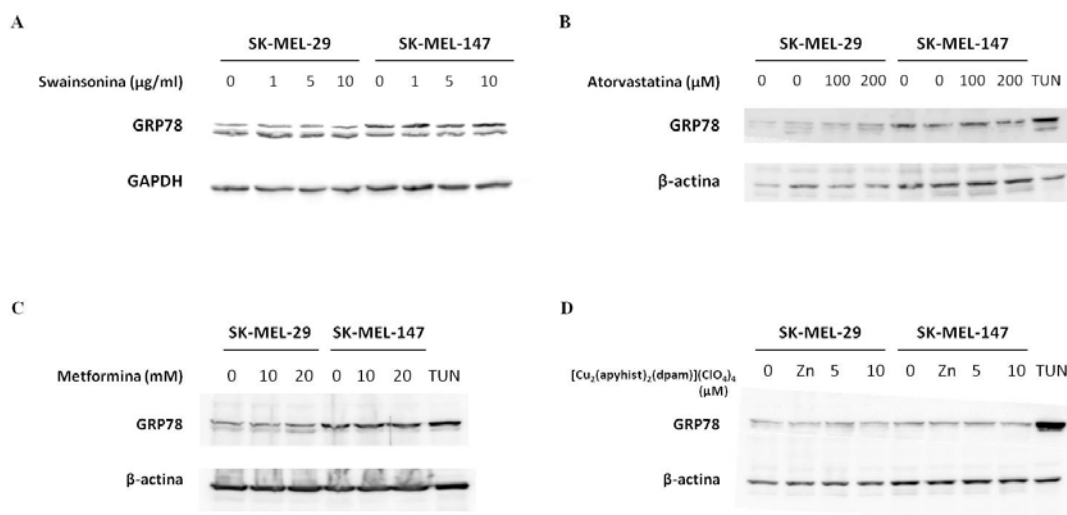 A
SK-MEL-29 SK-MEL-147
Swainsonina (µg/ml) 0 1 5 10 0 1 5 10
GRP78
GAPDH
B
SK-MEL-29 SK-MEL-147
Atorvastatina (µM) 0 0 100 200 0 0 100 200 TUN
GRP78
β-actina
C
SK-MEL-29 SK-MEL-147
Metformina (mM) 0 10 20 0 10 20 TUN
GRP78
β-actina
D
SK-MEL-29 SK-MEL-147
[Cu₂(apyhist)₂(dpam)](ClO₄)₄ 0 Zn 5 10 0 Zn 5 10 TUN
(µM)
GRP78
β-actina